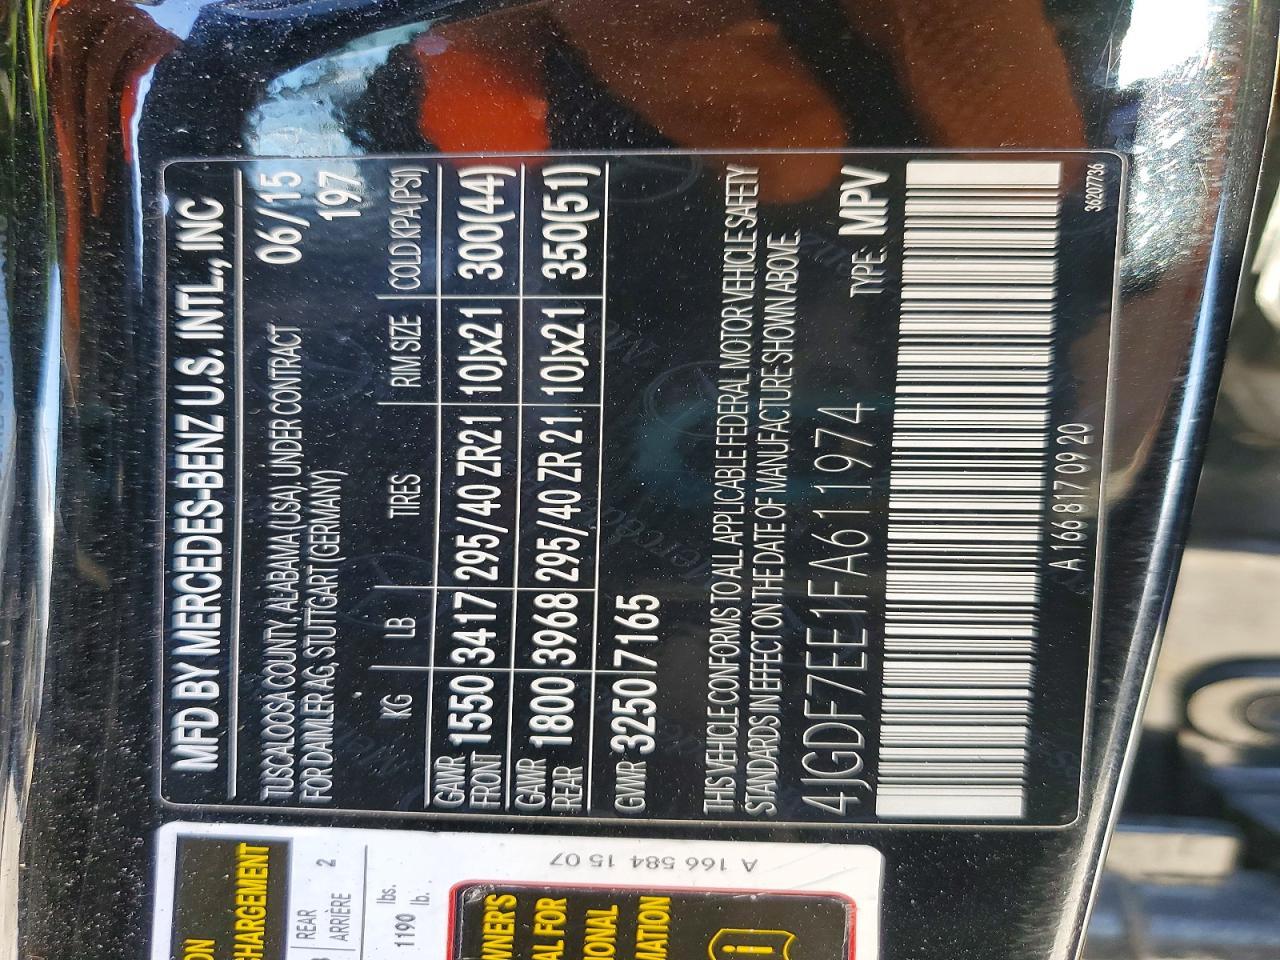 MFD BY MERCEDES-BENZ U.S. INTL., INC
TUSCALOOSA COUNTY, ALABAMA (USA), UNDER CONTRACT 06/15
FOR DAIMLER AG, STUTTGART (GERMANY) 197
KG LB TIRES RIM SIZE COLD KPA (PSI)
GAWR FRONT 1550 3417 295/40 ZR21 10Jx21 300(44)
GAWR REAR 1800 3968 295/40 ZR 21 10Jx21 350(51)
GVWR 3250 7165
THIS VEHICLE CONFORMS TO ALL APPLICABLE FEDERAL MOTOR VEHICLE SAFETY
STANDARDS IN EFFECT ON THE DATE OF MANUFACTURE SHOWN ABOVE.
4JGDF7EE1FA611974 TYPE: MPV
A 166 817 09 20
36207736
REAR
ARRIÈRE 2
1190 lbs.
lb.
A 166 584 15 07